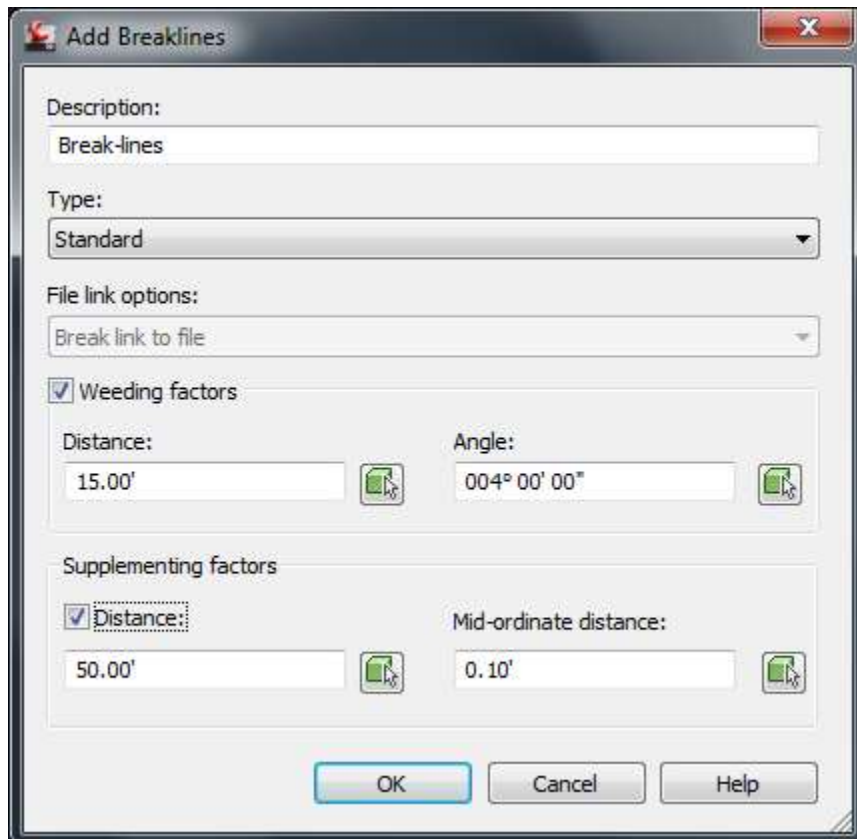 Add Breaklines
Description:
Break-lines
Type:
Standard
File link options:
Break link to file
Weeding factors
Distance: Angle:
15.00' 004° 00' 00"
Supplementing factors
Distance: Mid-ordinate distance:
50.00' 0.10'
OK Cancel Help